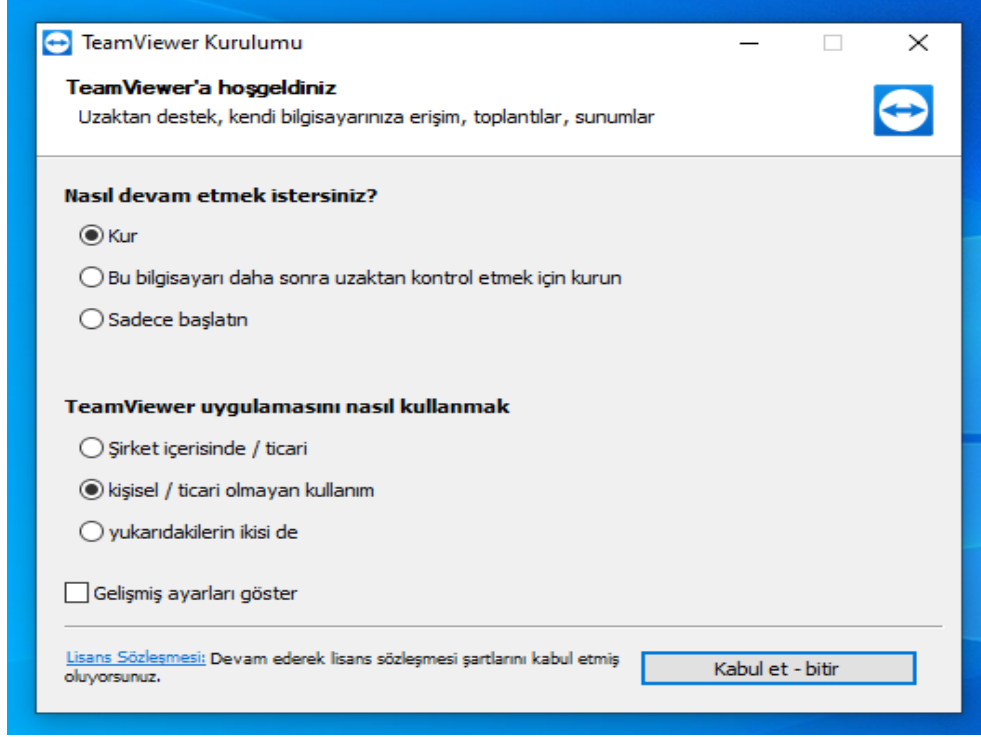 TeamViewer Kurulumu
TeamViewer'a hoşgeldiniz
Uzaktan destek, kendi bilgisayarınıza erişim, toplantılar, sunumlar
Nasıl devam etmek istersiniz?
Kur
Bu bilgisayarı daha sonra uzaktan kontrol etmek için kurun
Sadece başlatın
TeamViewer uygulamasını nasıl kullanmak
Şirket içerisinde / ticari
kişisel / ticari olmayan kullanım
yukarıdakilerin ikisi de
Gelişmiş ayarları göster
Lisans Sözleşmesi: Devam ederek lisans sözleşmesi şartlarını kabul etmiş
oluyorsunuz.
Kabul et - bitir